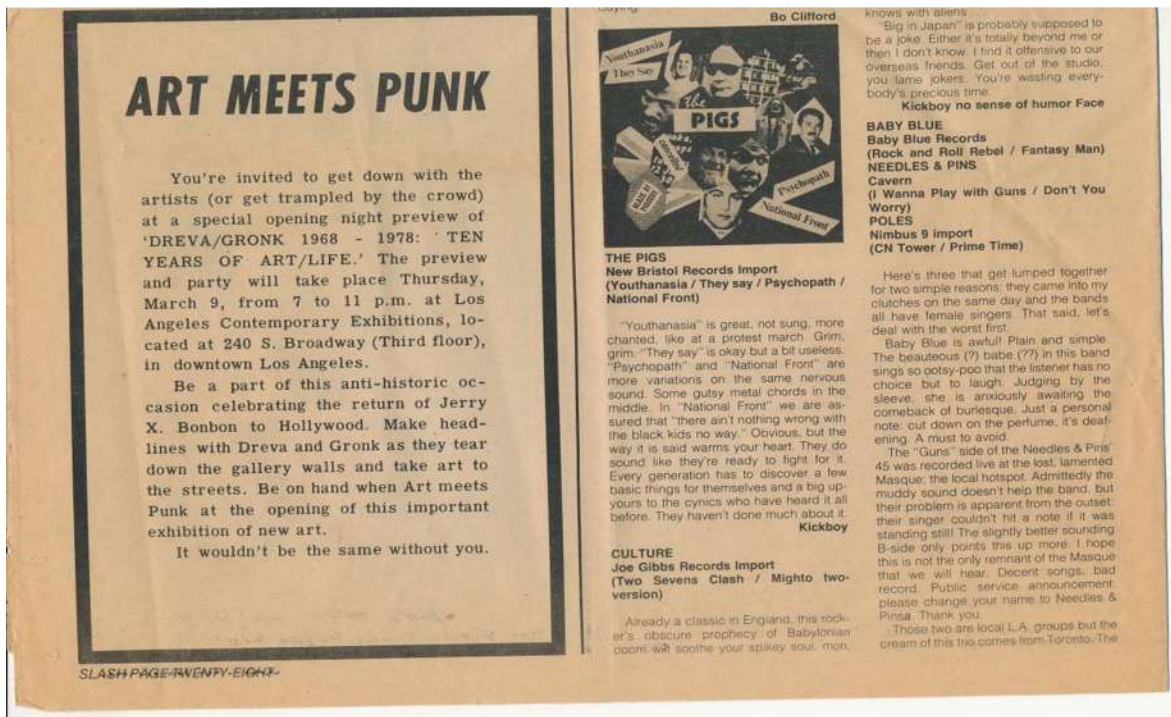 ART MEETS PUNK
You're invited to get down with the
artists (or get trampled by the crowd)
at a special opening night preview of
'DREVA/GRONK 1968 - 1978: TEN
YEARS OF ART/LIFE.' The preview
and party will take place Thursday,
March 9, from 7 to 11 p.m. at Los
Angeles Contemporary Exhibitions, lo-
cated at 240 S. Broadway (Third floor),
in downtown Los Angeles.
Be a part of this anti-historic oc-
casion celebrating the return of Jerry
X. Bonbon to Hollywood. Make head-
lines with Dreva and Gronk as they tear
down the gallery walls and take art to
the streets. Be on hand when Art meets
Punk at the opening of this important
exhibition of new art.
It wouldn't be the same without you.
SLASH PAGE TWENTY-EIGHT
Bo Clifford
Youthanasia
They Say
the
PIGS
cancelled
Psychopath
National Front
THE PIGS
New Bristol Records Import
(Youthanasia / They say / Psychopath /
National Front)
"Youthanasia" is great, not sung, more
chanted, like at a protest march. Grim,
grim. "They say" is okay but a bit useless.
"Psychopath" and "National Front" are
more variations on the same nervous
sound. Some gutsy metal chords in the
middle. In "National Front" we are as-
sured that "there ain't nothing wrong with
the black kids no way." Obvious, but the
way it is said warms your heart. They do
sound like they're ready to fight for it.
Every generation has to discover a few
basic things for themselves and a big up-
yours to the cynics who have heard it all
before. They haven't done much about it.
Kickboy
CULTURE
Joe Gibbs Records Import
(Two Sevens Clash / Mighto two-
version)
Already a classic in England, this rock-
er's obscure prophecy of Babylonian
doom will soothe your spikey soul, mon,
knows with aliens
"Big in Japan" is probably supposed to
be a joke. Either it's totally beyond me or
then I don't know. I find it offensive to our
overseas friends. Get out of the studio,
you lame jokers. You're wasting every-
body's precious time.
Kickboy no sense of humor Face
BABY BLUE
Baby Blue Records
(Rock and Roll Rebel / Fantasy Man)
NEEDLES & PINS
Cavern
(I Wanna Play with Guns / Don't You
Worry)
POLES
Nimbus 9 import
(CN Tower / Prime Time)
Here's three that get lumped together
for two simple reasons: they came into my
clutches on the same day and the bands
all have female singers. That said, let's
deal with the worst first.
Baby Blue is awful! Plain and simple.
The beauteous (?) babe (??) in this band
sings so ootsy-poo that the listener has no
choice but to laugh. Judging by the
sleeve, she is anxiously awaiting the
comeback of burlesque. Just a personal
note: cut down on the perfume, it's deaf-
ening. A must to avoid.
The "Guns" side of the Needles & Pins'
45 was recorded live at the lost, lamented
Masque, the local hotspot. Admittedly the
muddy sound doesn't help the band, but
their problem is apparent from the outset:
their singer couldn't hit a note if it was
standing still! The slightly better sounding
B-side only points this up more. I hope
this is not the only remnant of the Masque
that we will hear. Decent songs, bad
record. Public service announcement:
please change your name to Needles &
Pinsa. Thank you.
Those two are local L.A. groups but the
cream of this trio comes from Toronto. The